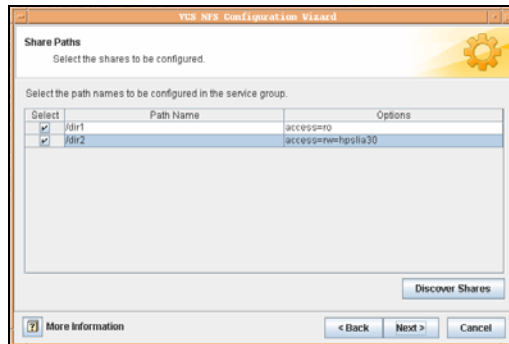 VCS NFS Configuration Wizard
Share Paths
Select the shares to be configured.
Select the path names to be configured in the service group.
Select Path Name Options
/dir1 access=ro
/dir2 access=rw=hpslia30
Discover Shares
? More Information < Back Next > Cancel